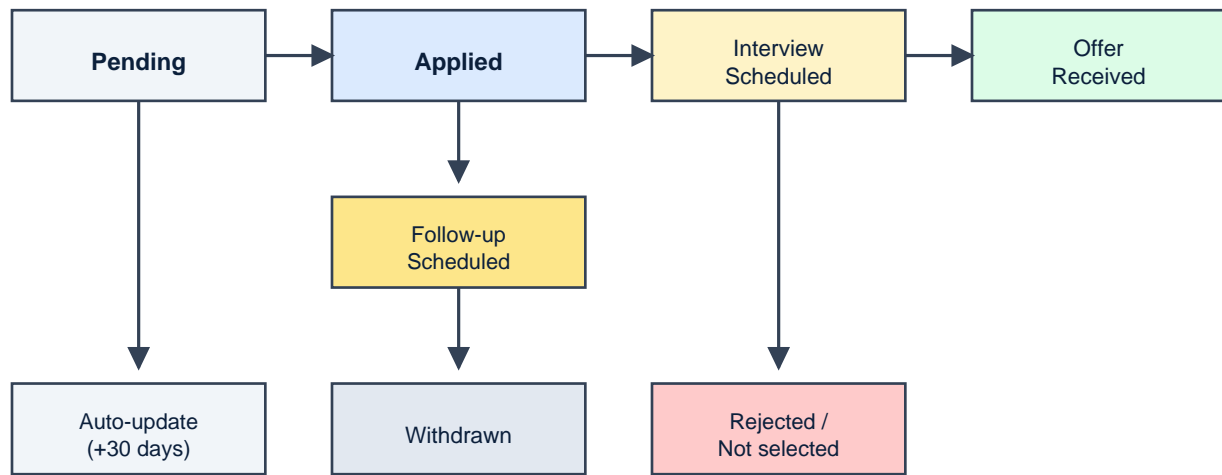 Pending
Applied
Interview
Scheduled
Offer
Received
Follow-up
Scheduled
Auto-update
(+30 days)
Withdrawn
Rejected /
Not selected